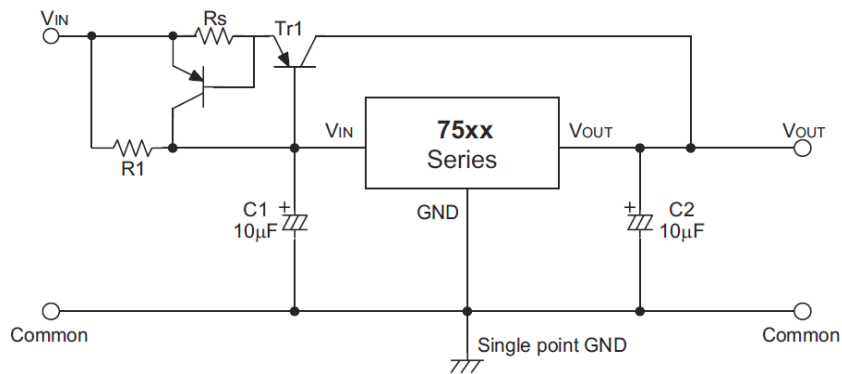 VIN
Rs
Tr1
R1
VIN
75xx
Series
VOUT
VOUT
GND
C1
+
10μF
C2
+
10μF
Common
Common
Single point GND